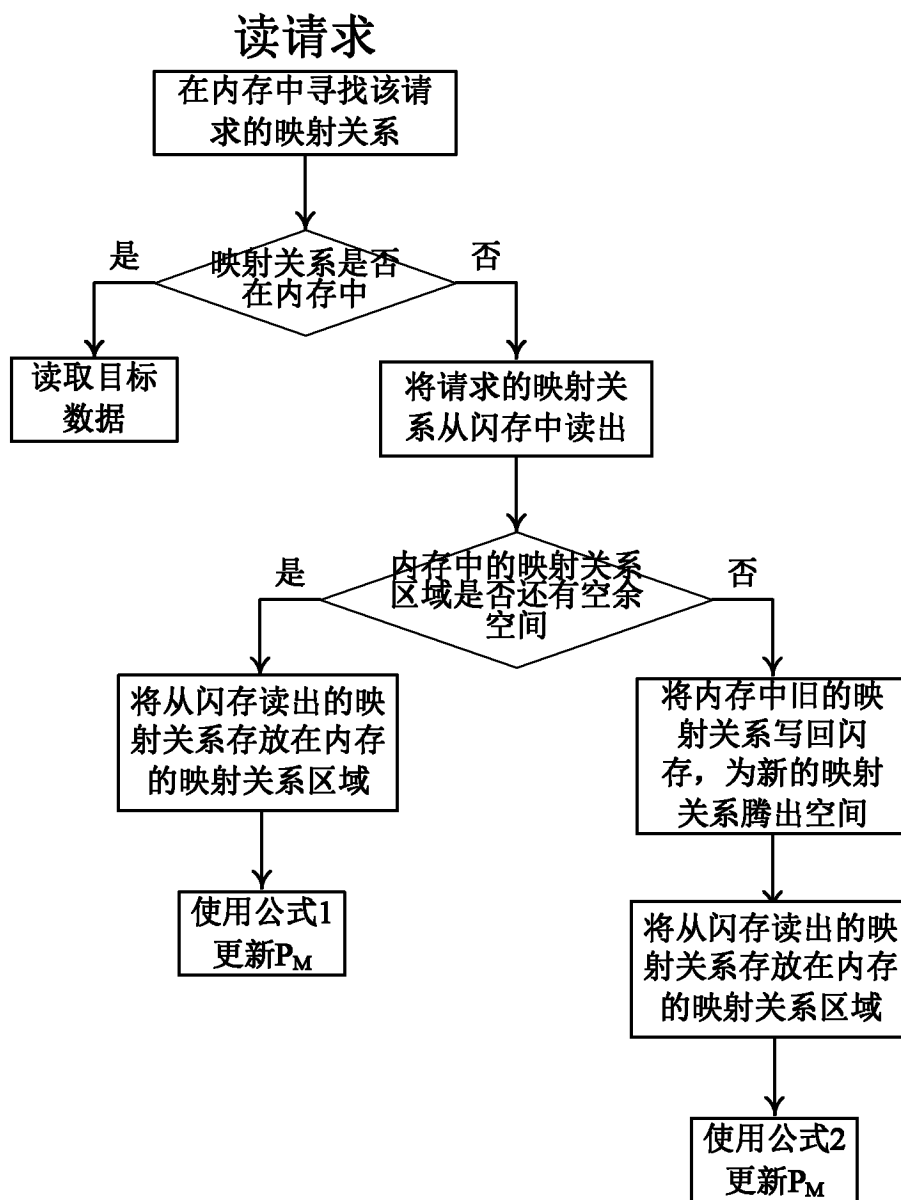 读请求
在内存中寻找该请
求的映射关系
是
映射关系是否
在内存中
否
读取目标
数据
将请求的映射关
系从闪存中读出
是
内存中的映射关系
区域是否还有空余
空间
否
将从闪存读出的映
射关系存放在内存
的映射关系区域
将内存中旧的映
射关系写回闪
存，为新的映射
关系腾出空间
使用公式1
更新PM
将从闪存读出的映
射关系存放在内存
的映射关系区域
使用公式2
更新PM